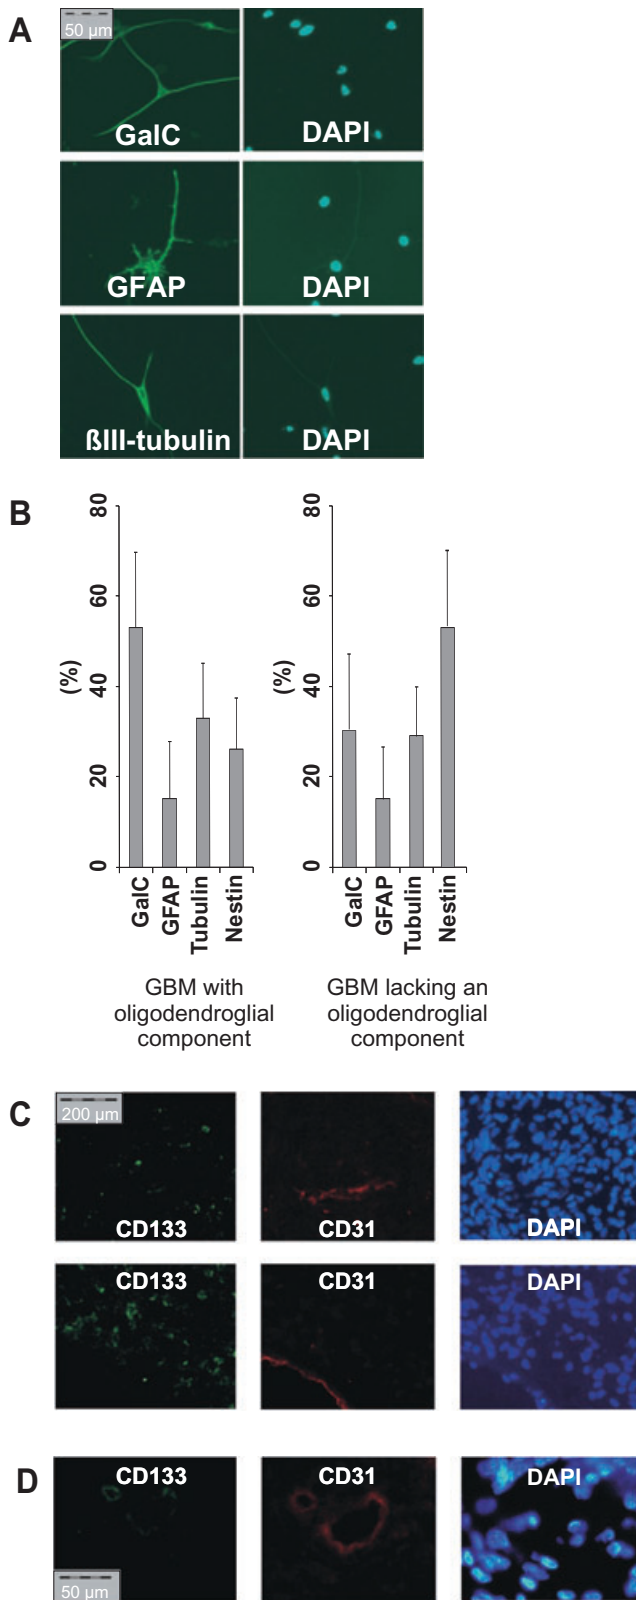 A
50 µm
GalC
DAPI
GFAP
DAPI
ßIII-tubulin
DAPI
B
80
60
40
20
0
(%)
GalC
GFAP
Tubulin
Nestin
GBM with
oligodendroglial
component
80
60
40
20
0
(%)
GalC
GFAP
Tubulin
Nestin
GBM lacking an
oligodendroglial
component
C
200 µm
CD133
CD31
DAPI
CD133
CD31
DAPI
D
CD133
CD31
DAPI
50 µm